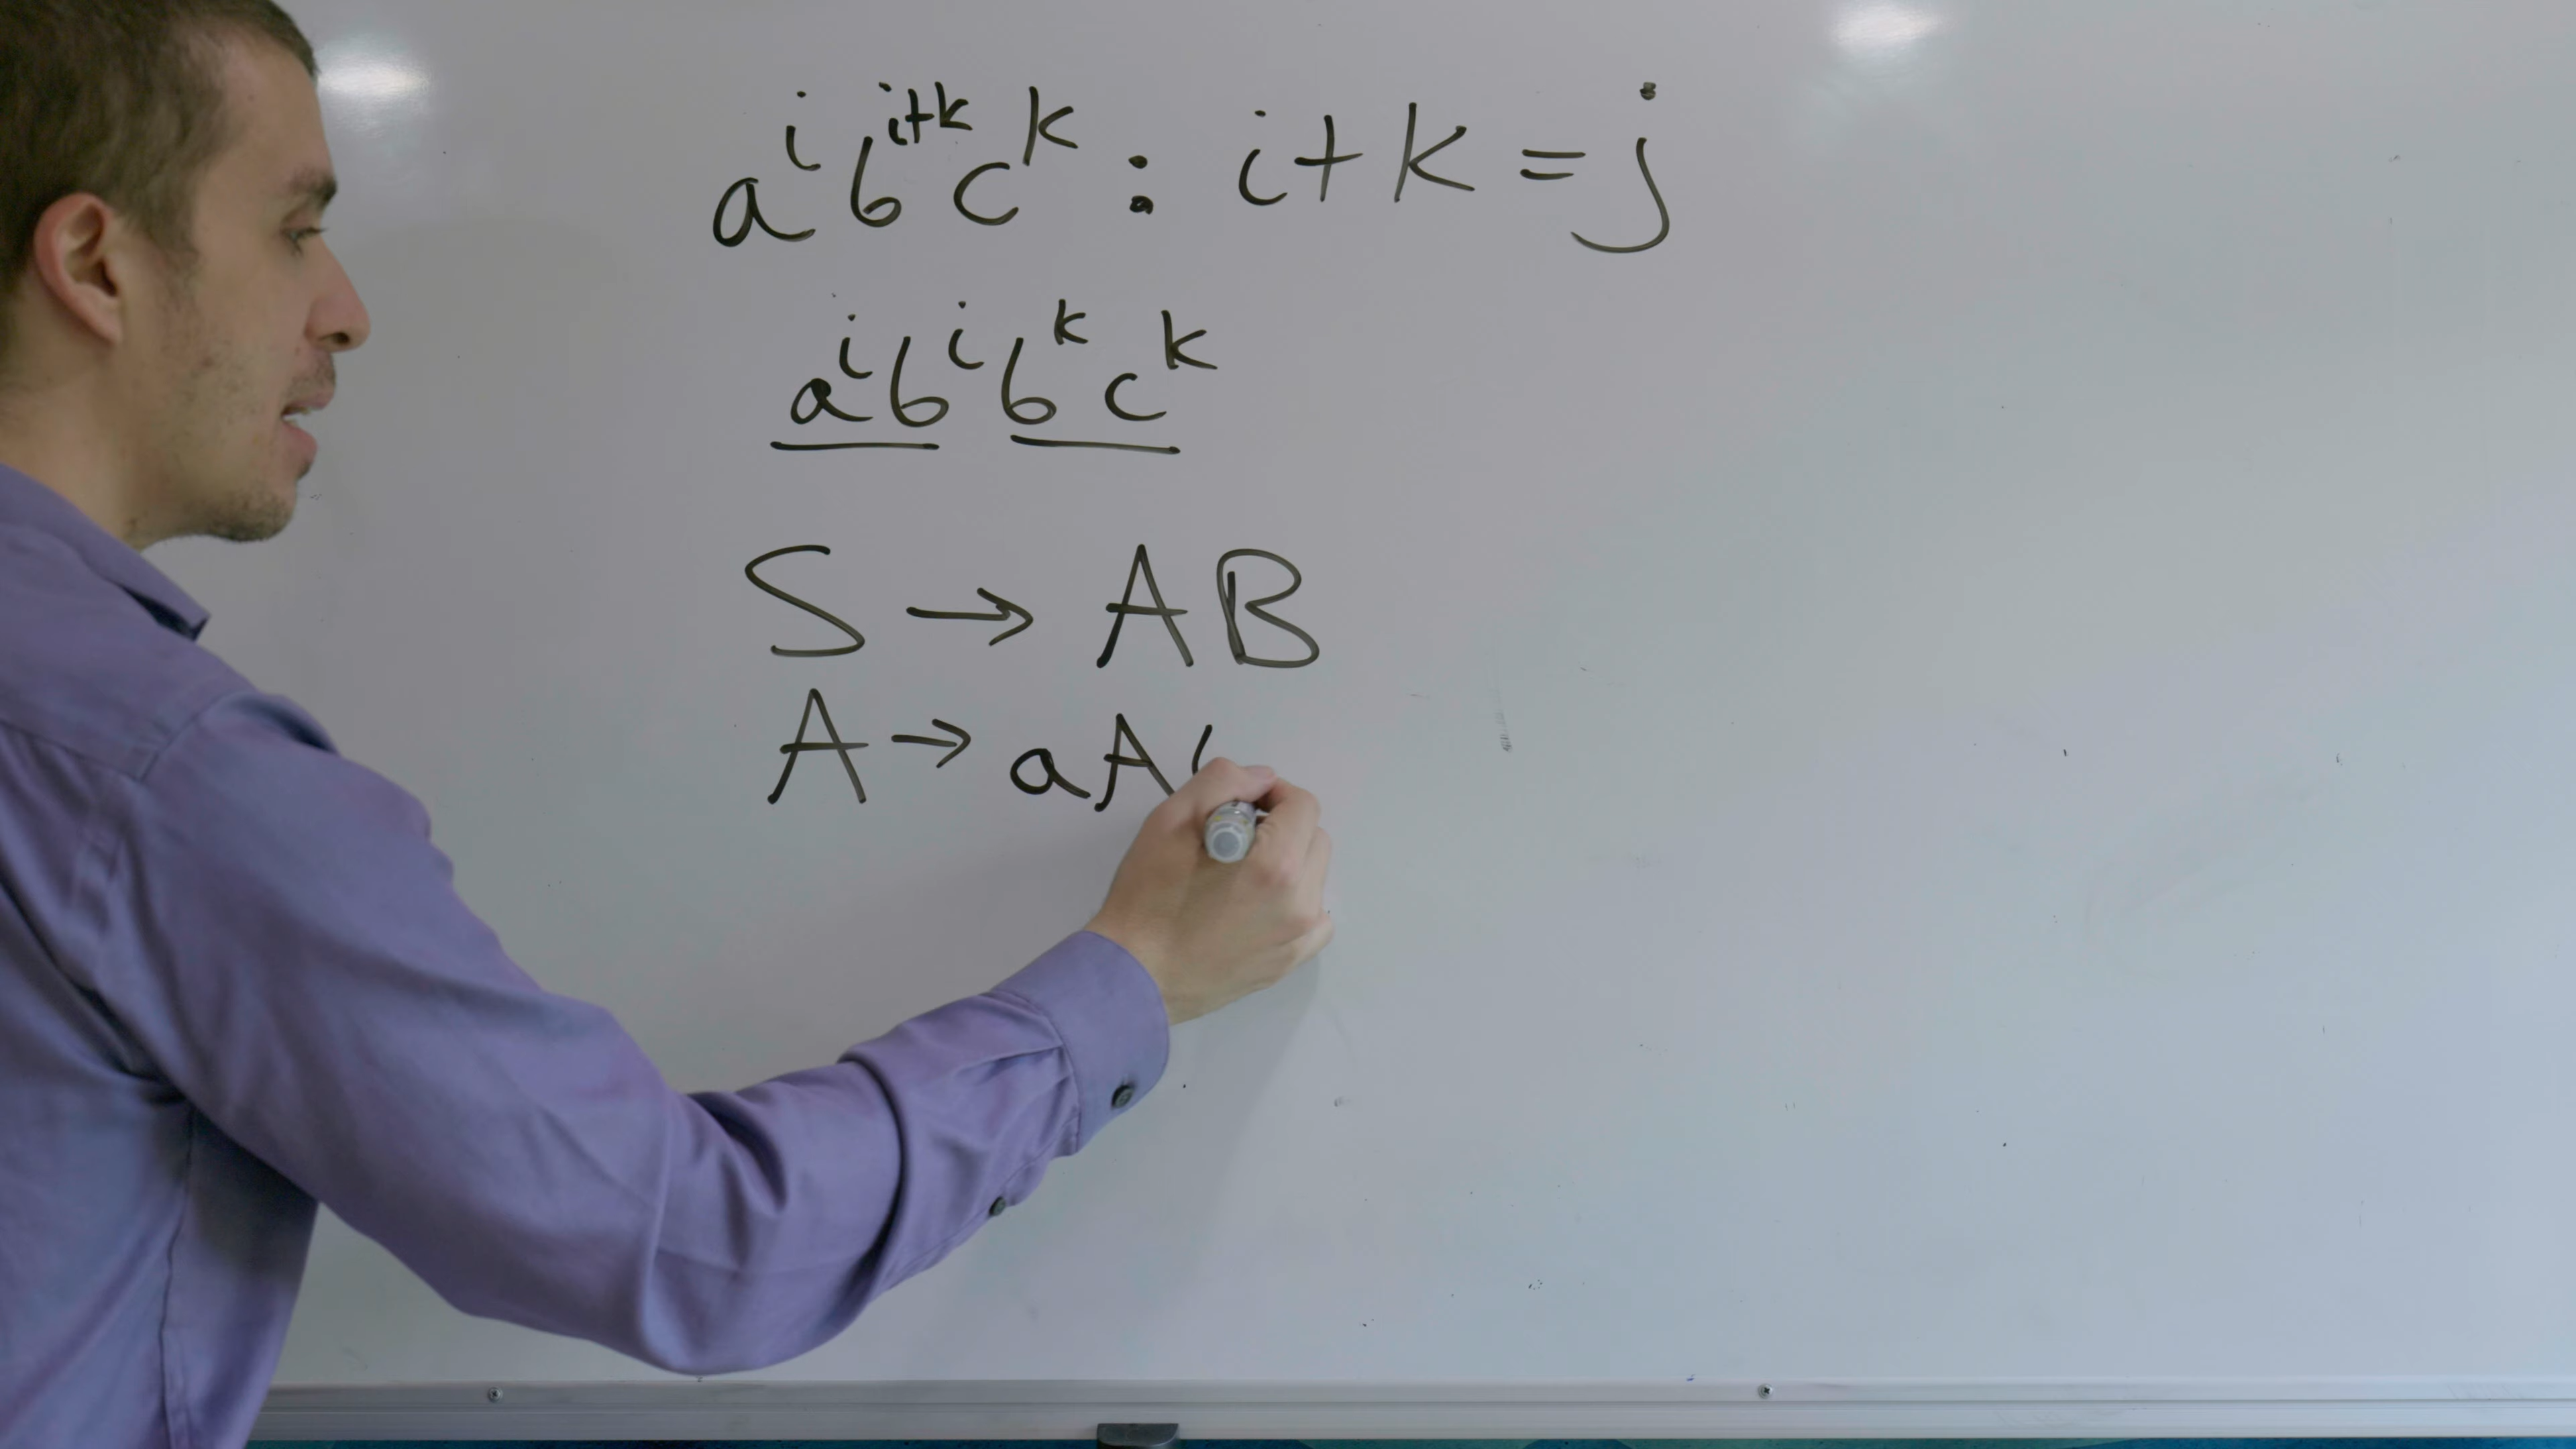 aⁱbⁱ⁺ᵏcᵏ : i+k=j
aⁱbⁱbᵏcᵏ
S → AB
A → aA